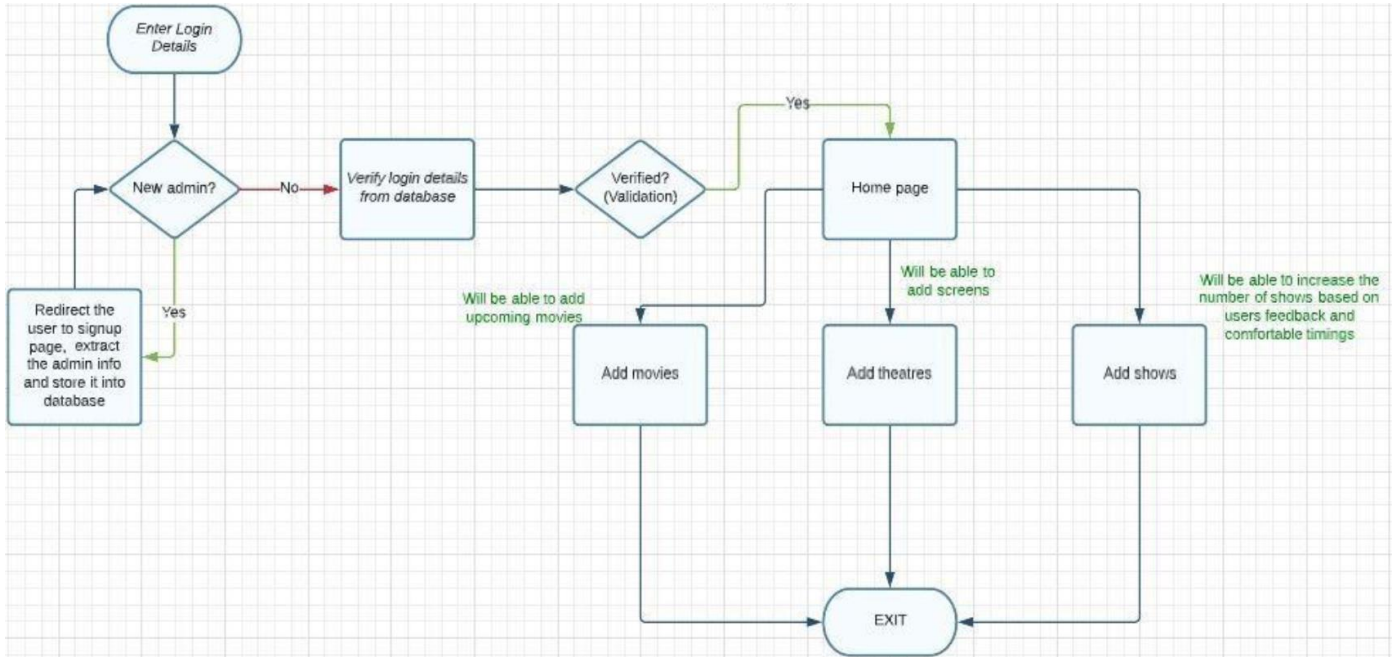 Enter Login
Details
Yes
New admin?
No
Verify login details
from database
Verified?
(Validation)
Home page
Will be able to
add screens
Will be able to increase the
number of shows based on
users feedback and
comfortable timings
Will be able to add
upcoming movies
Redirect the
user to signup
page, extract
the admin info
and store it into
database
Yes
Add movies
Add theatres
Add shows
EXIT